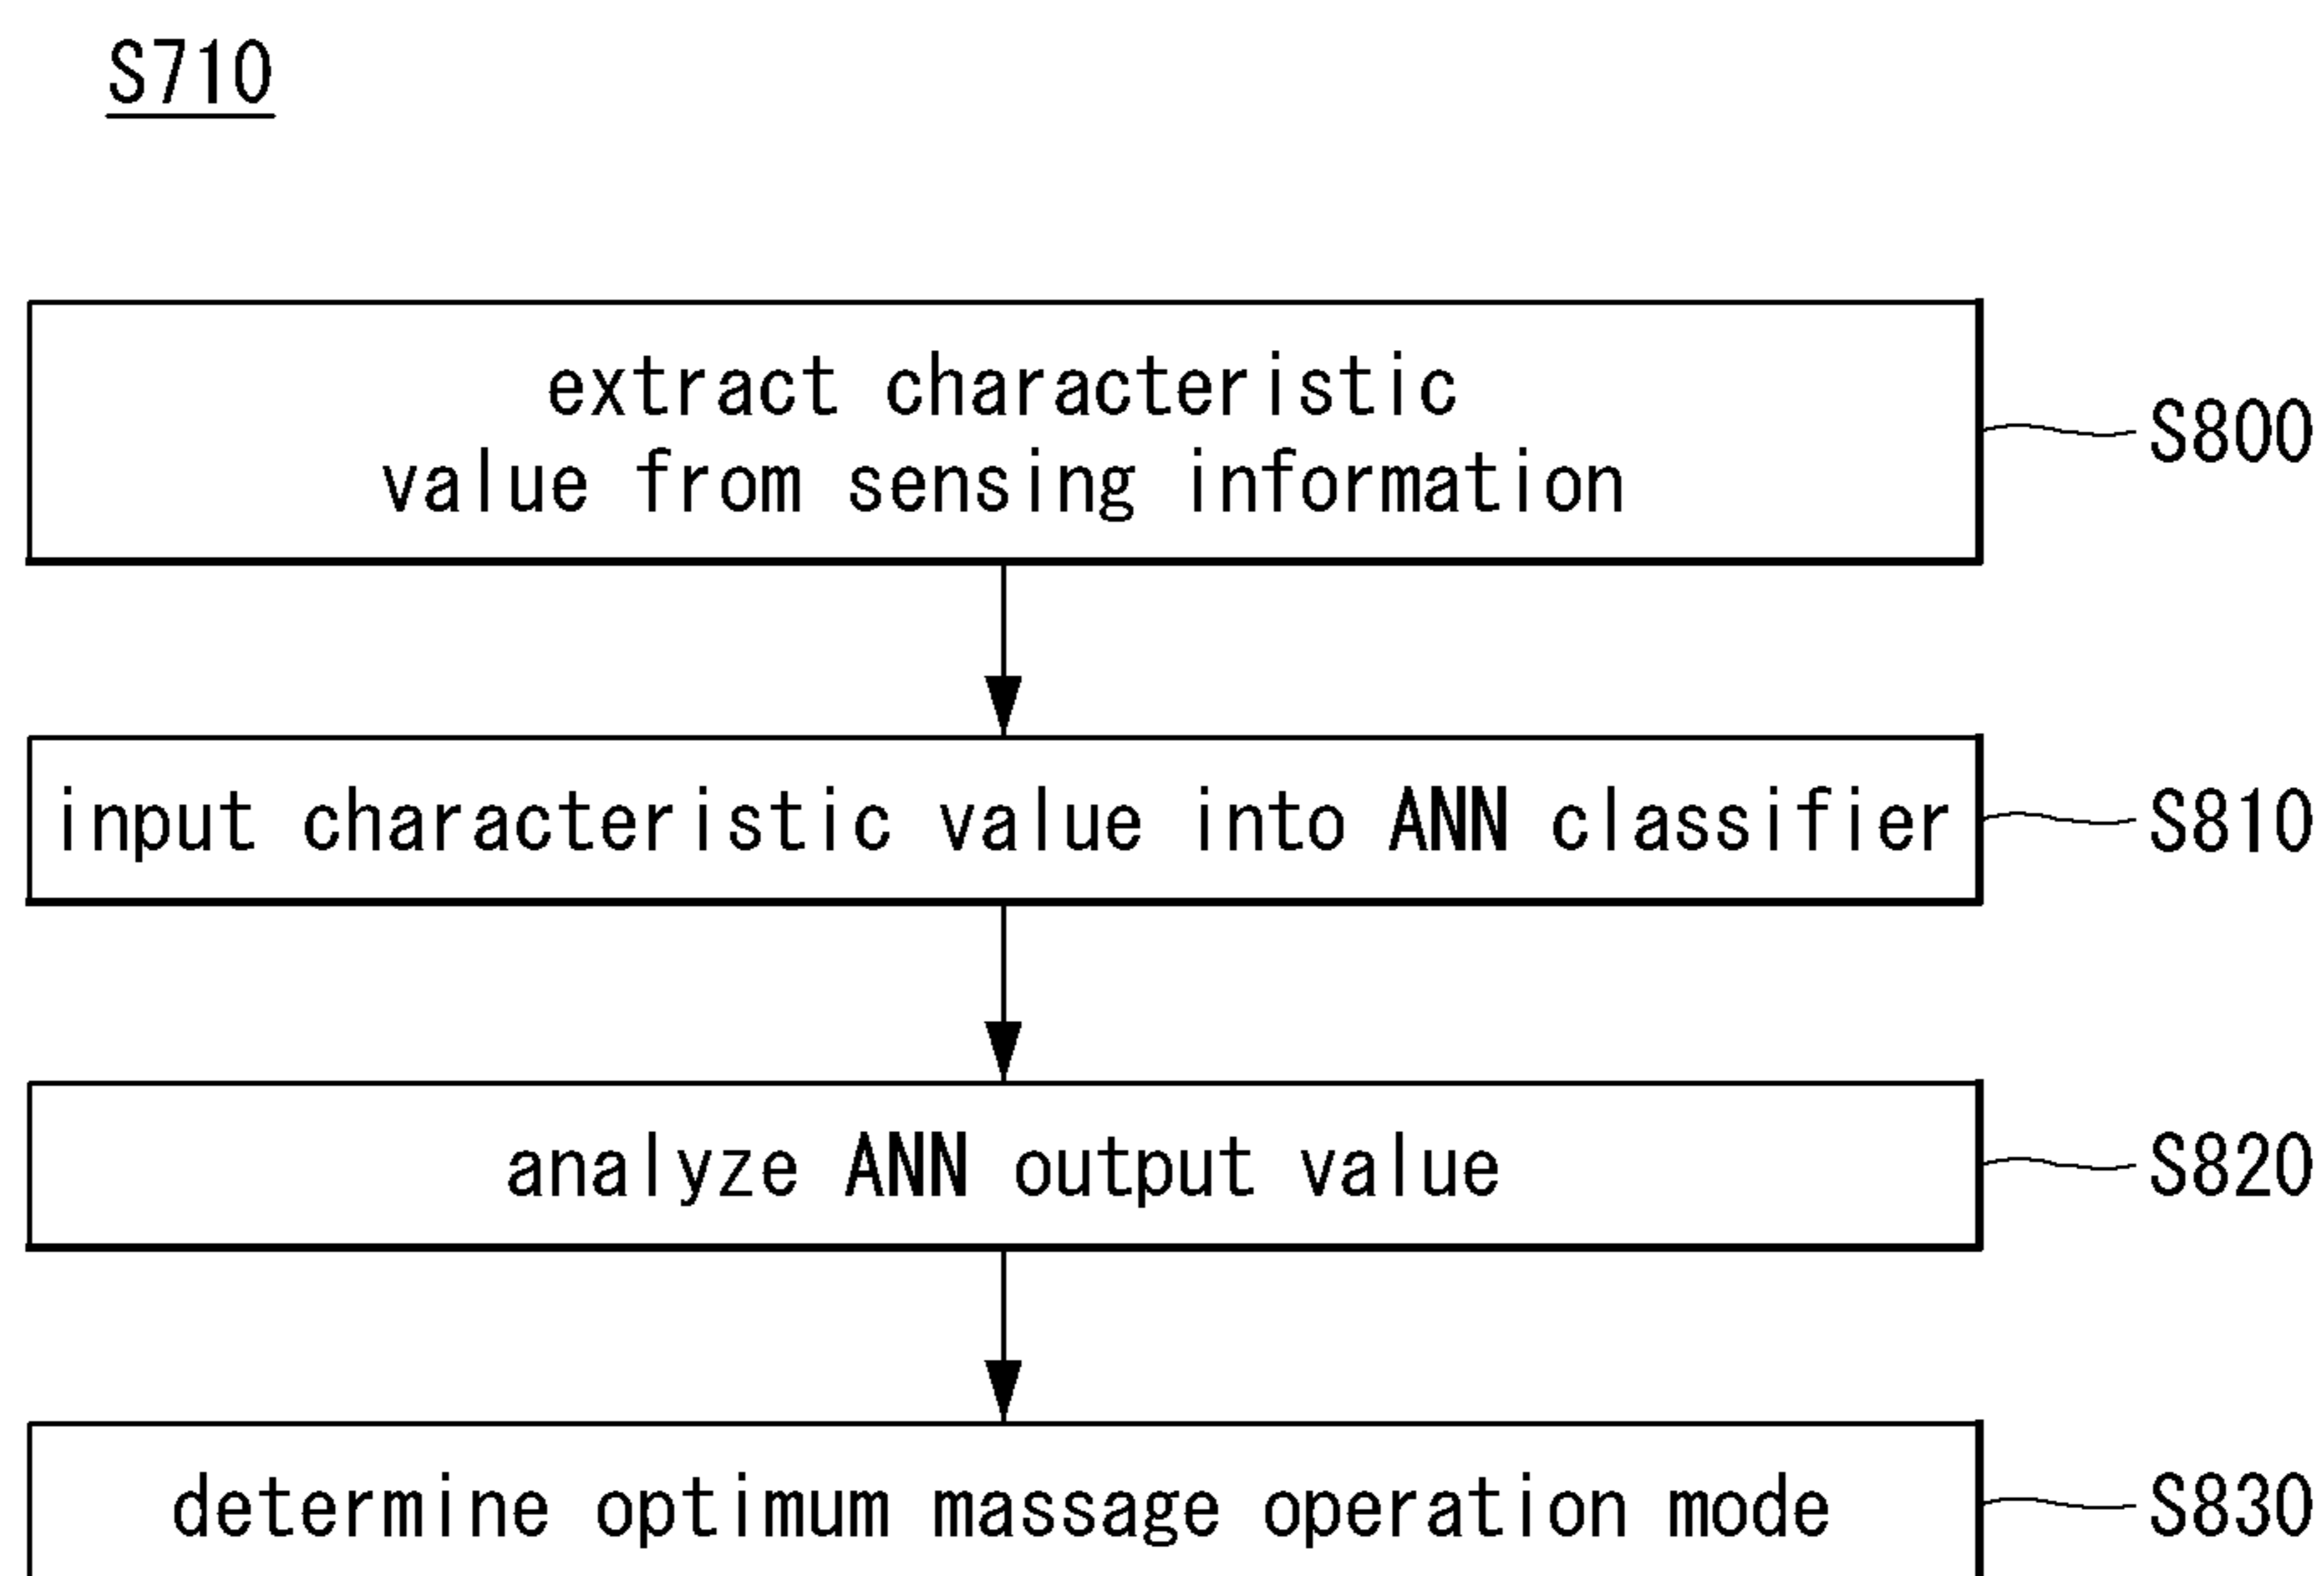 S710
extract characteristic
value from sensing information
S800
input characteristic value into ANN classifier
S810
analyze ANN output value
S820
determine optimum massage operation mode
S830